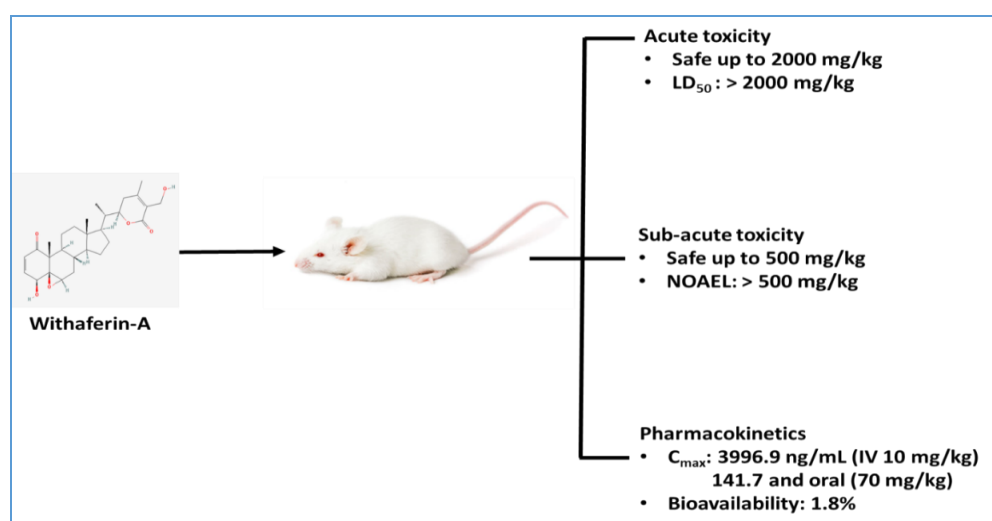 Withaferin-A
Acute toxicity
• Safe up to 2000 mg/kg
• LD₅₀ : > 2000 mg/kg
Sub-acute toxicity
• Safe up to 500 mg/kg
• NOAEL: > 500 mg/kg
Pharmacokinetics
• Cₘₐₓ: 3996.9 ng/mL (IV 10 mg/kg)
141.7 and oral (70 mg/kg)
• Bioavailability: 1.8%